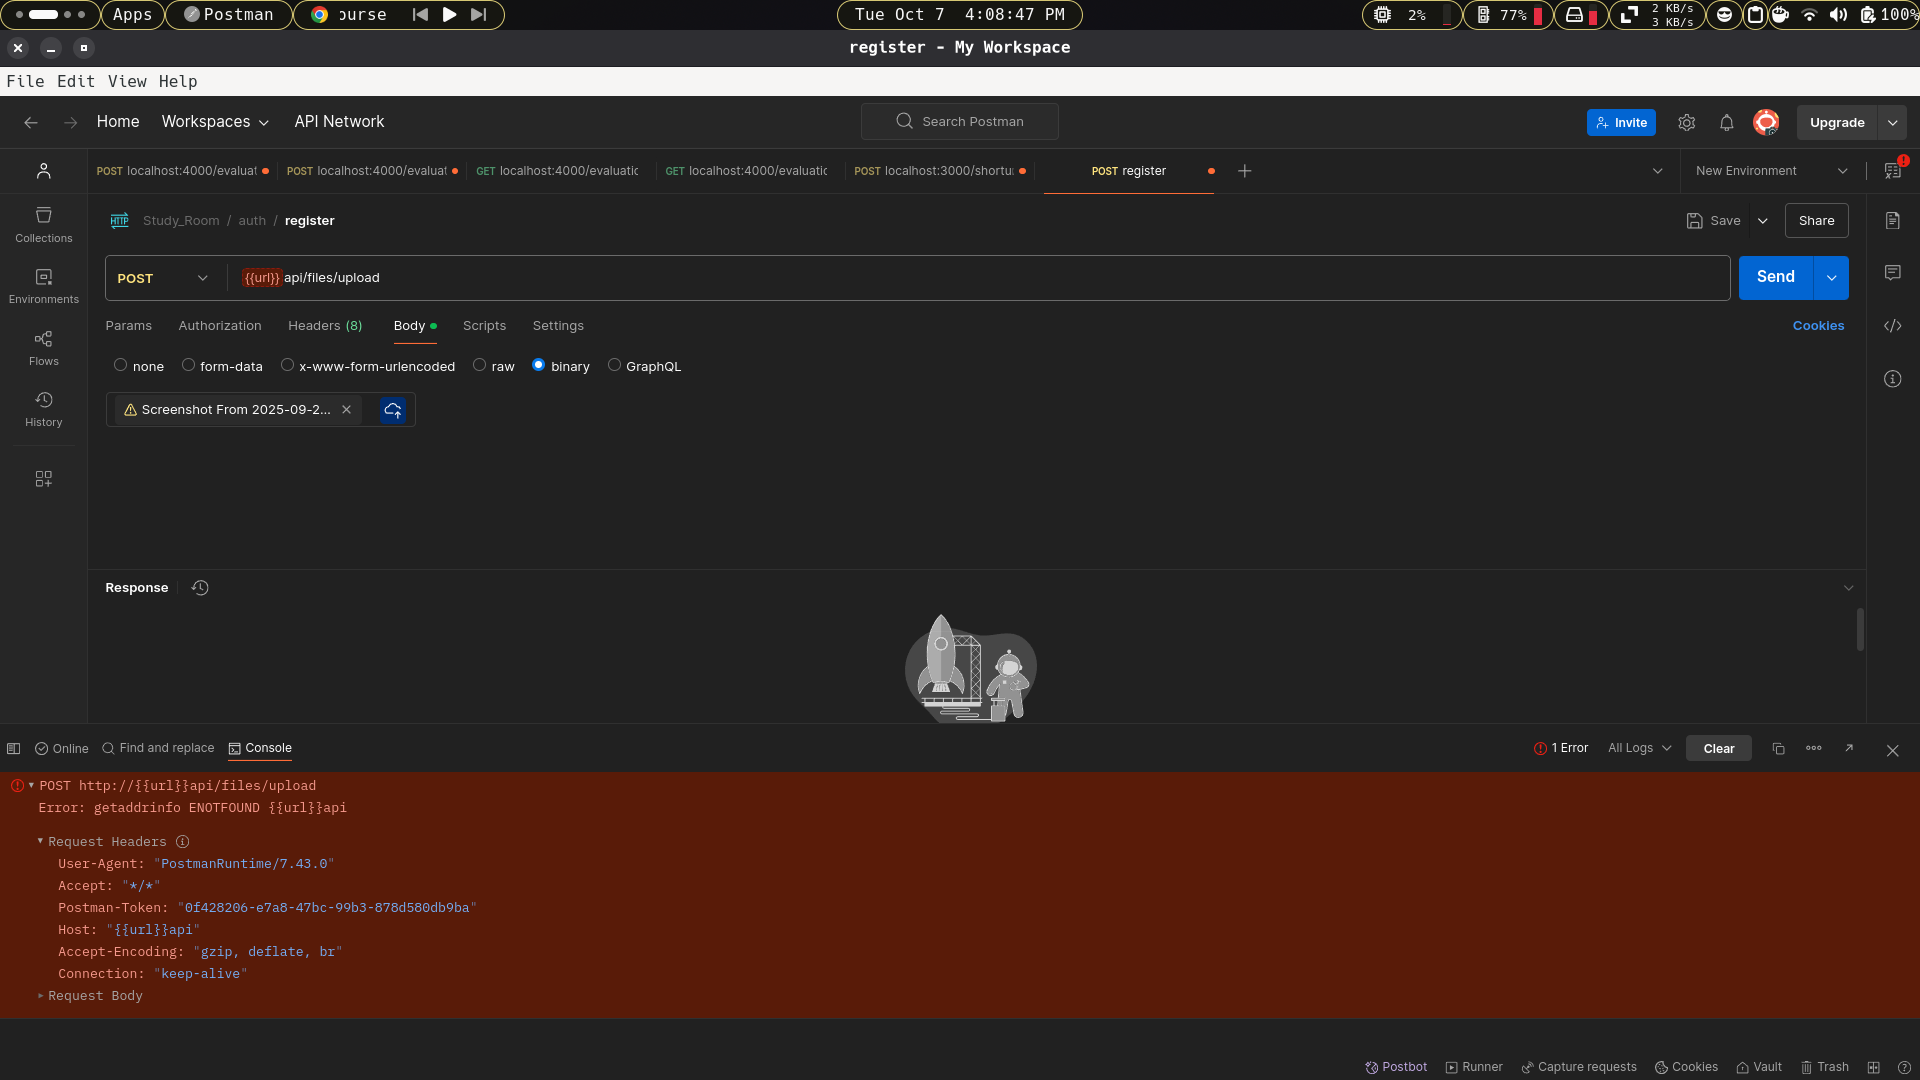 Apps Postman ourse Tue Oct 7 4:08:47 PM 2% 77% 2 KB/s 3 KB/s 100%
register - My Workspace
File Edit View Help
Home Workspaces API Network Search Postman Invite Upgrade
POST localhost:4000/evaluat POST localhost:4000/evaluat GET localhost:4000/evaluatic GET localhost:4000/evaluatic POST localhost:3000/shortu POST register New Environment
Collections
Environments
Flows
History
HTTP Study_Room / auth / register Save Share
POST {{url}}api/files/upload Send
Params Authorization Headers (8) Body Scripts Settings Cookies
none form-data x-www-form-urlencoded raw binary GraphQL
Screenshot From 2025-09-2...
Response
Online Find and replace Console 1 Error All Logs Clear
POST http://{{url}}api/files/upload
Error: getaddrinfo ENOTFOUND {{url}}api
Request Headers
User-Agent: "PostmanRuntime/7.43.0"
Accept: "*/*"
Postman-Token: "0f428206-e7a8-47bc-99b3-878d580db9ba"
Host: "{{url}}api"
Accept-Encoding: "gzip, deflate, br"
Connection: "keep-alive"
Request Body
Postbot Runner Capture requests Cookies Vault Trash